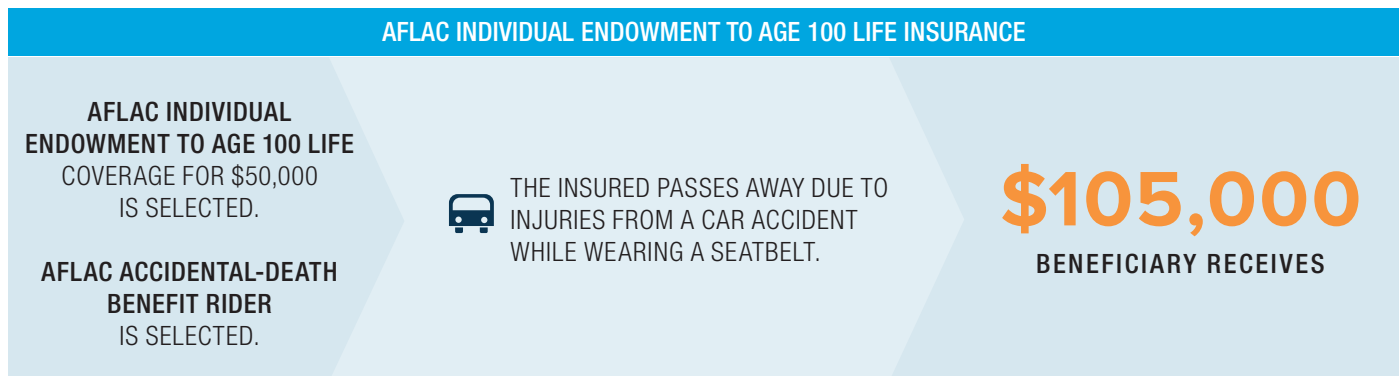 AFLAC INDIVIDUAL ENDOWMENT TO AGE 100 LIFE INSURANCE
AFLAC INDIVIDUAL
ENDOWMENT TO AGE 100 LIFE
COVERAGE FOR $50,000
IS SELECTED.
AFLAC ACCIDENTAL-DEATH
BENEFIT RIDER
IS SELECTED.
THE INSURED PASSES AWAY DUE TO
INJURIES FROM A CAR ACCIDENT
WHILE WEARING A SEATBELT.
$105,000
BENEFICIARY RECEIVES